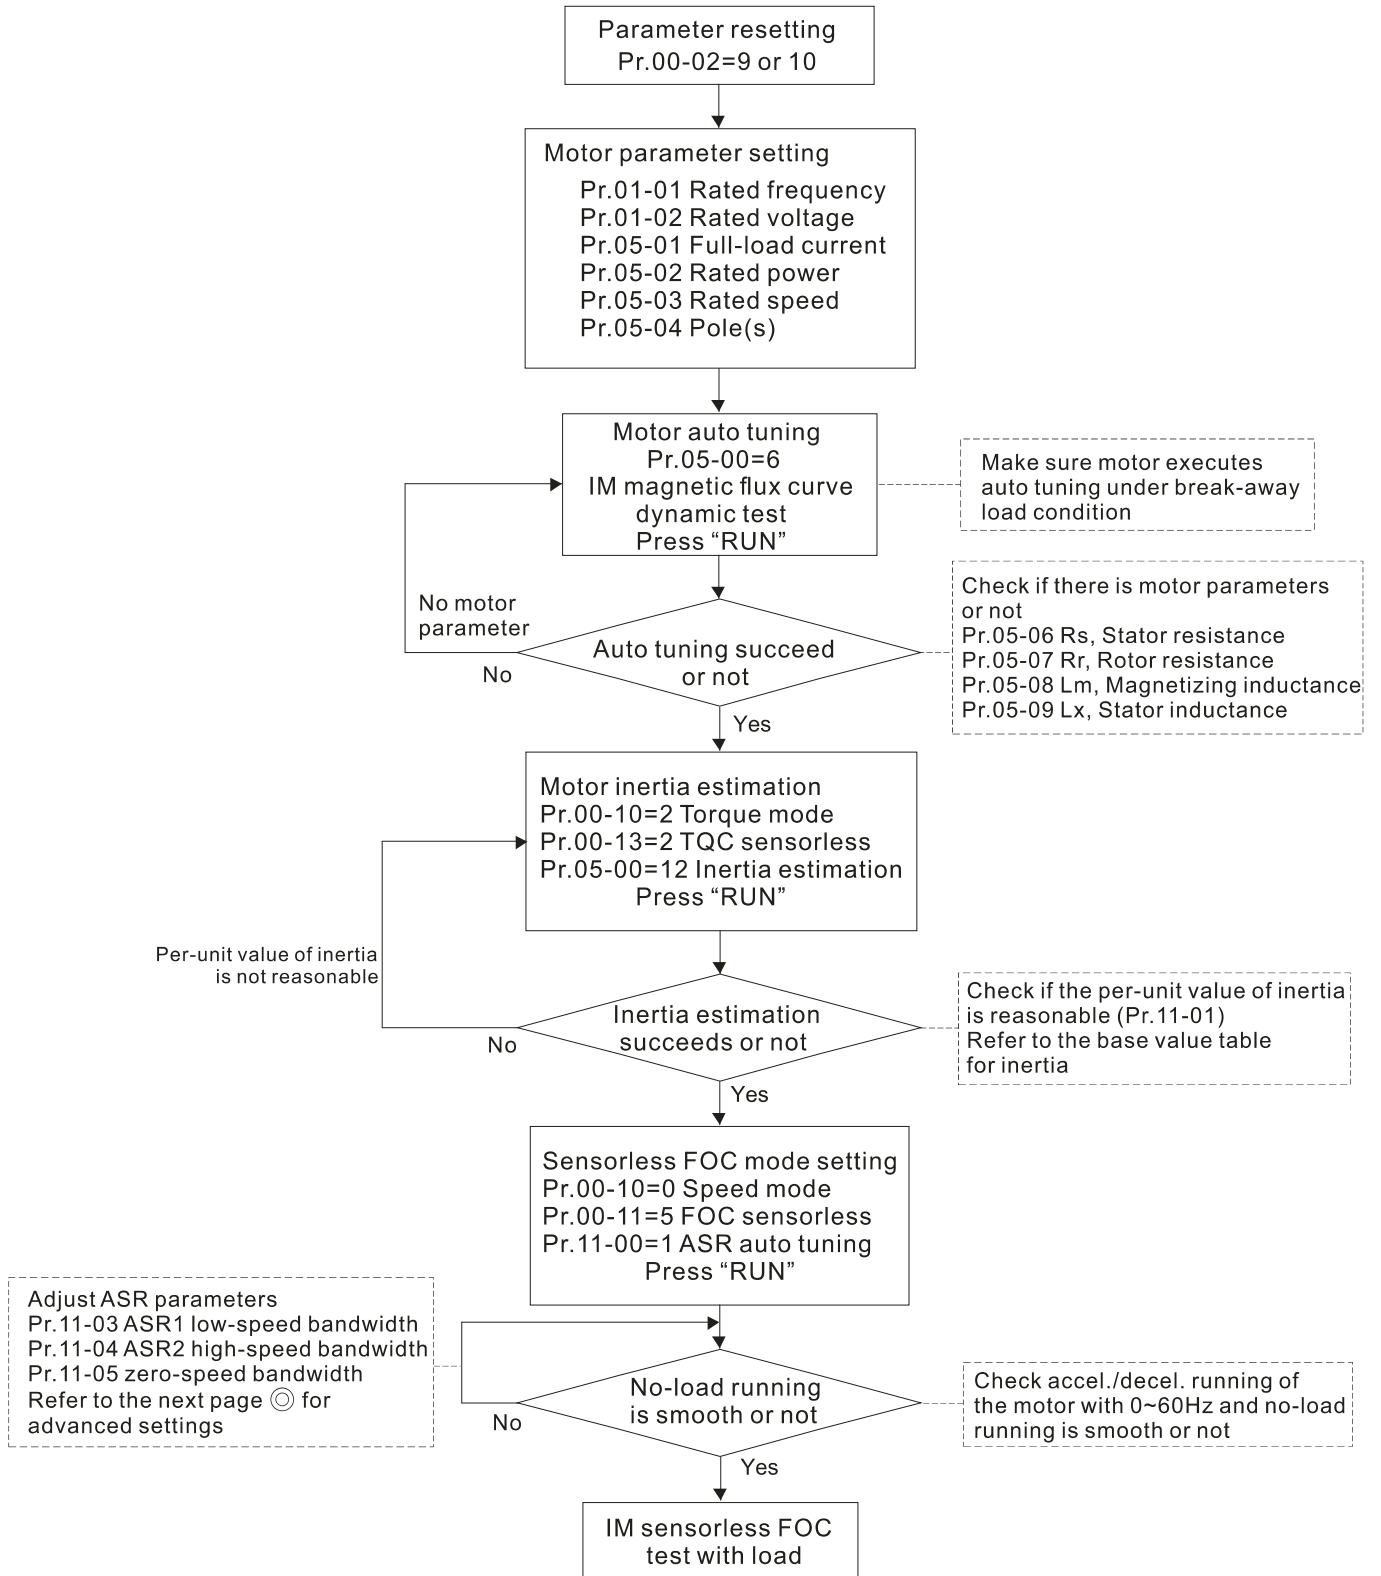 Parameter resetting
Pr.00-02=9 or 10
Motor parameter setting
Pr.01-01 Rated frequency
Pr.01-02 Rated voltage
Pr.05-01 Full-load current
Pr.05-02 Rated power
Pr.05-03 Rated speed
Pr.05-04 Pole(s)
Motor auto tuning
Pr.05-00=6
IM magnetic flux curve
dynamic test
Press “RUN”
Make sure motor executes
auto tuning under break-away
load condition
No motor
parameter
No
Auto tuning succeed
or not
Check if there is motor parameters
or not
Pr.05-06 Rs, Stator resistance
Pr.05-07 Rr, Rotor resistance
Pr.05-08 Lm, Magnetizing inductance
Pr.05-09 Lx, Stator inductance
Yes
Motor inertia estimation
Pr.00-10=2 Torque mode
Pr.00-13=2 TQC sensorless
Pr.05-00=12 Inertia estimation
Press “RUN”
Per-unit value of inertia
is not reasonable
No
Inertia estimation
succeeds or not
Check if the per-unit value of inertia
is reasonable (Pr.11-01)
Refer to the base value table
for inertia
Yes
Sensorless FOC mode setting
Pr.00-10=0 Speed mode
Pr.00-11=5 FOC sensorless
Pr.11-00=1 ASR auto tuning
Press “RUN”
Adjust ASR parameters
Pr.11-03 ASR1 low-speed bandwidth
Pr.11-04 ASR2 high-speed bandwidth
Pr.11-05 zero-speed bandwidth
Refer to the next page ◎ for
advanced settings
No
No-load running
is smooth or not
Check accel./decel. running of
the motor with 0~60Hz and no-load
running is smooth or not
Yes
IM sensorless FOC
test with load